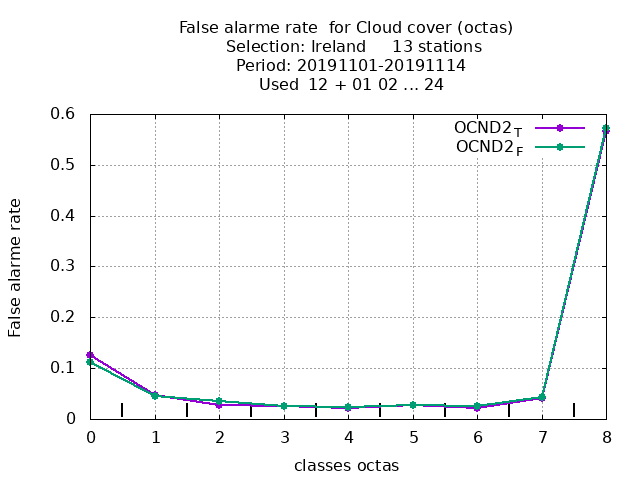 False alarme rate  for Cloud cover (octas)
Selection: Ireland     13 stations
Period: 20191101-20191114
Used  12 + 01 02 ... 24
OCND2T
OCND2F
False alarme rate
0.6
0.5
0.4
0.3
0.2
0.1
0
0 1 2 3 4 5 6 7 8
classes octas